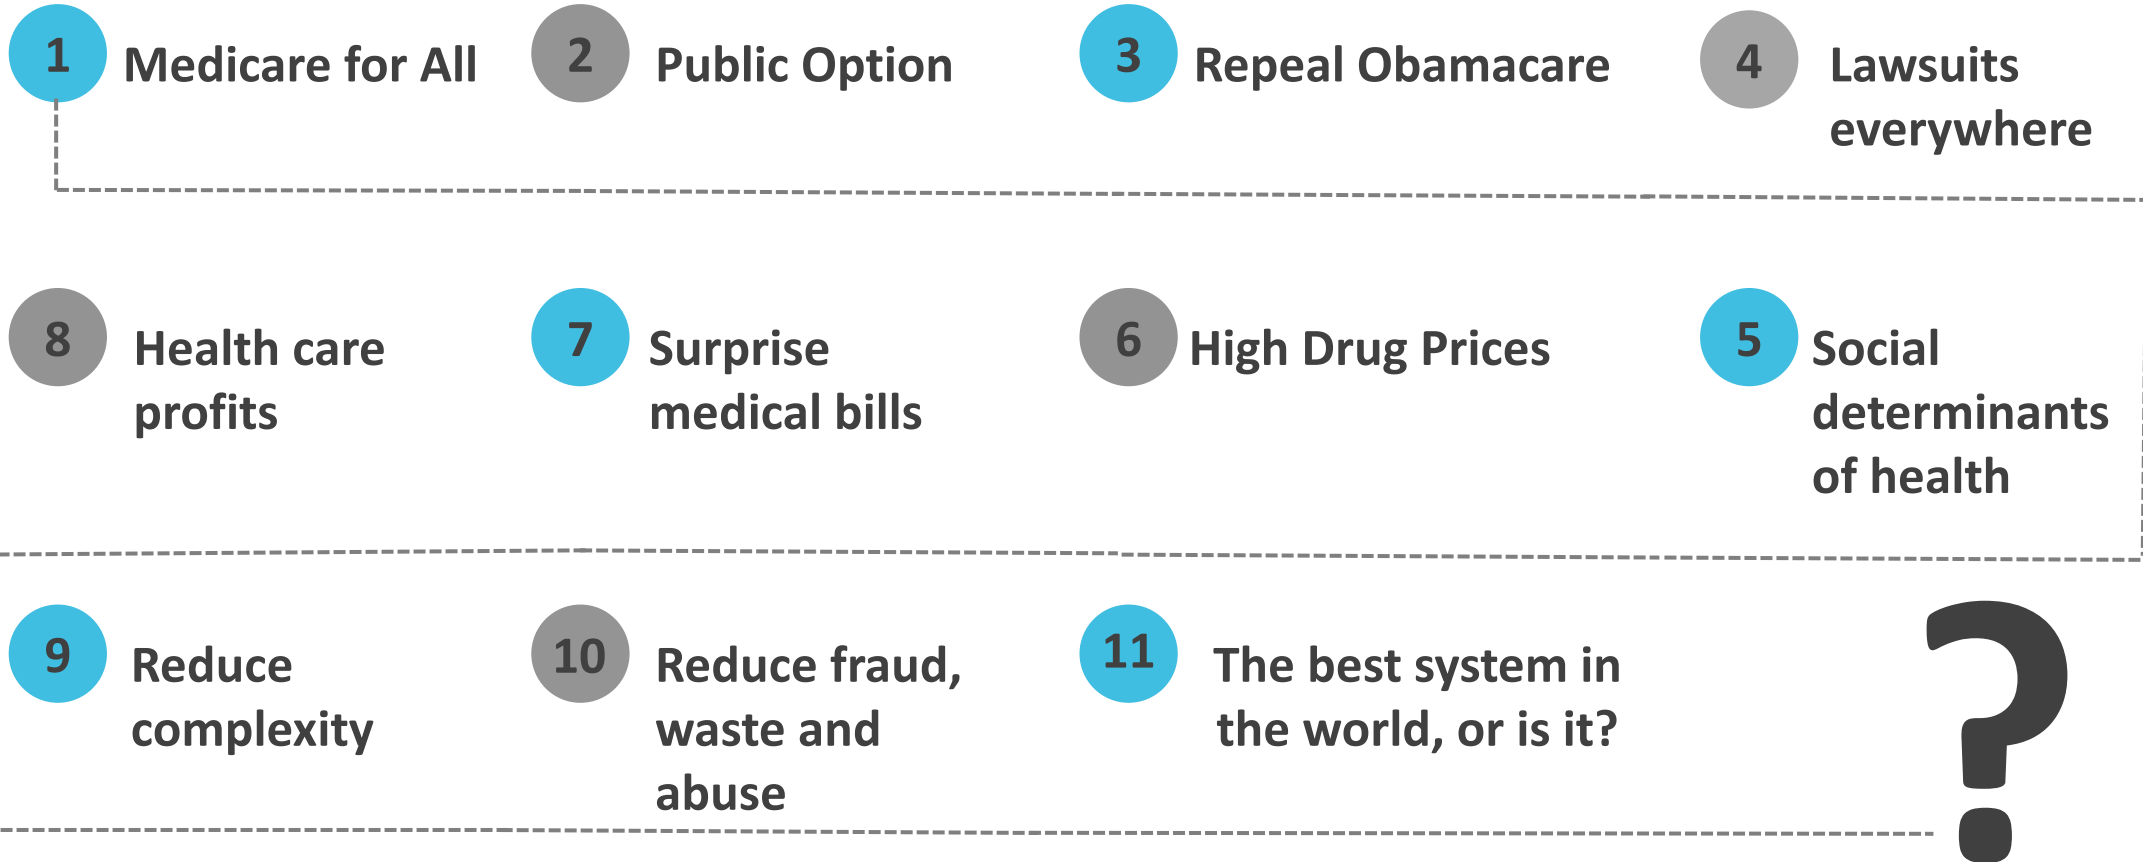 1 Medicare for All
2 Public Option
3 Repeal Obamacare
4 Lawsuits
everywhere
8 Health care
profits
7 Surprise
medical bills
6 High Drug Prices
5 Social
determinants
of health
9 Reduce
complexity
10 Reduce fraud,
waste and
abuse
11 The best system in
the world, or is it?
?